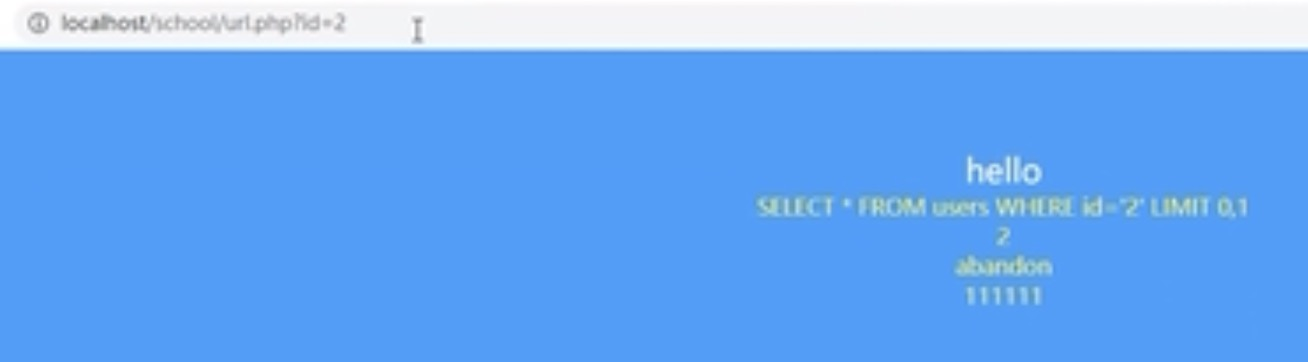 localhost/school/url.php?id=2
hello
SELECT * FROM users WHERE id='2' LIMIT 0,1
2
abandon
111111